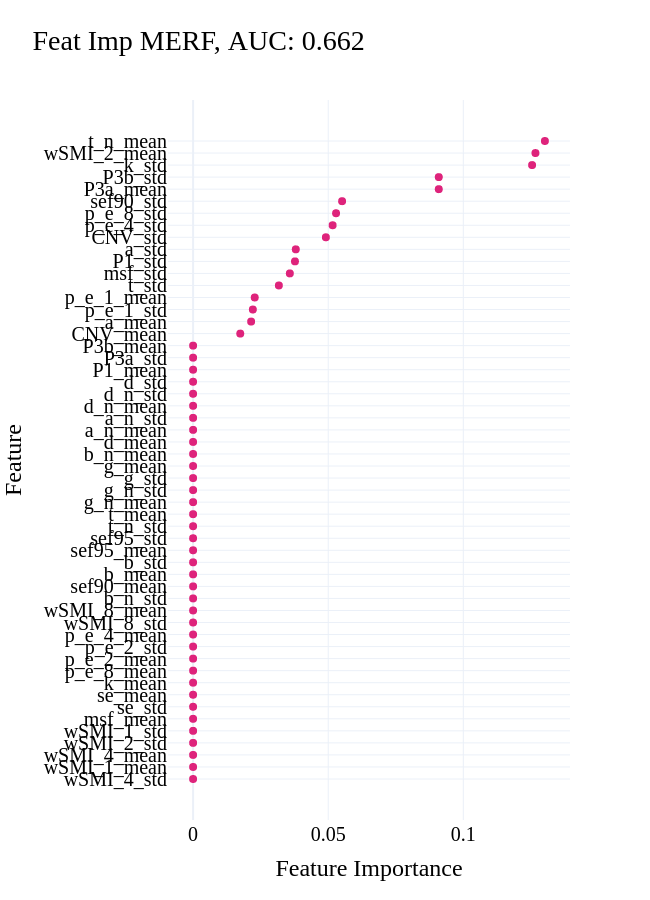 Feat Imp MERF, AUC: 0.662
t_n_mean
wSMI_2_mean
k_std
P3b_std
P3a_mean
sef90_std
p_e_8_std
p_e_4_std
CNV_std
a_std
P1_std
msf_std
t_std
p_e_1_mean
p_e_1_std
a_mean
CNV_mean
P3b_mean
P3a_std
P1_mean
d_std
d_n_std
d_n_mean
a_n_std
a_n_mean
d_mean
b_n_mean
g_mean
g_std
g_n_std
g_n_mean
t_mean
t_n_std
sef95_std
sef95_mean
b_std
b_mean
sef90_mean
b_n_std
wSMI_8_mean
wSMI_8_std
p_e_4_mean
p_e_2_std
p_e_2_mean
p_e_8_mean
k_mean
se_mean
se_std
msf_mean
wSMI_1_std
wSMI_2_std
wSMI_4_mean
wSMI_1_mean
wSMI_4_std
Feature
0
0.05
0.1
Feature Importance